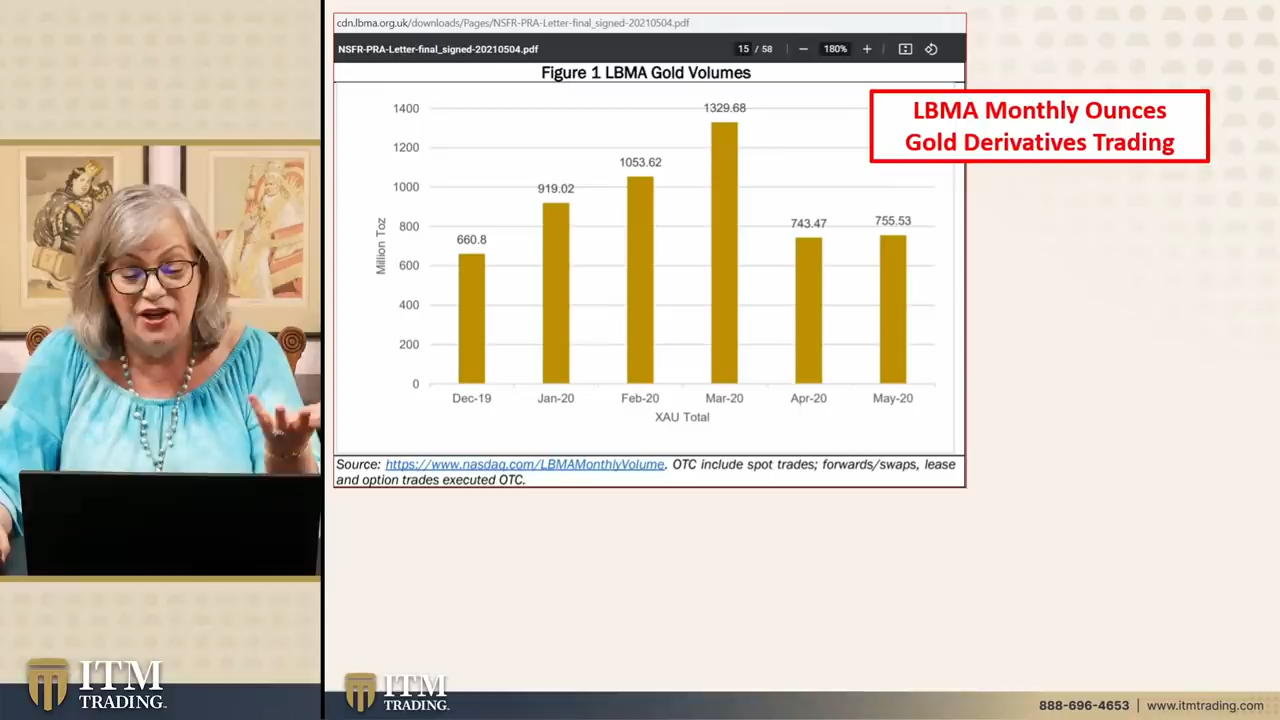 cdn.lbma.org.uk/downloads/Pages/NSFR-PRA-Letter-final_signed-20210504.pdf
NSFR-PRA-Letter-final_signed-20210504.pdf
15 / 58
180%
Figure 1 LBMA Gold Volumes
LBMA Monthly Ounces
Gold Derivatives Trading
Million Toz
1400
1200
1000
800
600
400
200
0
660.8
919.02
1053.62
1329.68
743.47
755.53
Dec-19
Jan-20
Feb-20
Mar-20
Apr-20
May-20
XAU Total
Source: https://www.nasdaq.com/LBMAMonthlyVolume. OTC include spot trades; forwards/swaps, lease
and option trades executed OTC.
ITM
TRADING™
ITM
TRADING.
888-696-4653 | www.itmtrading.com